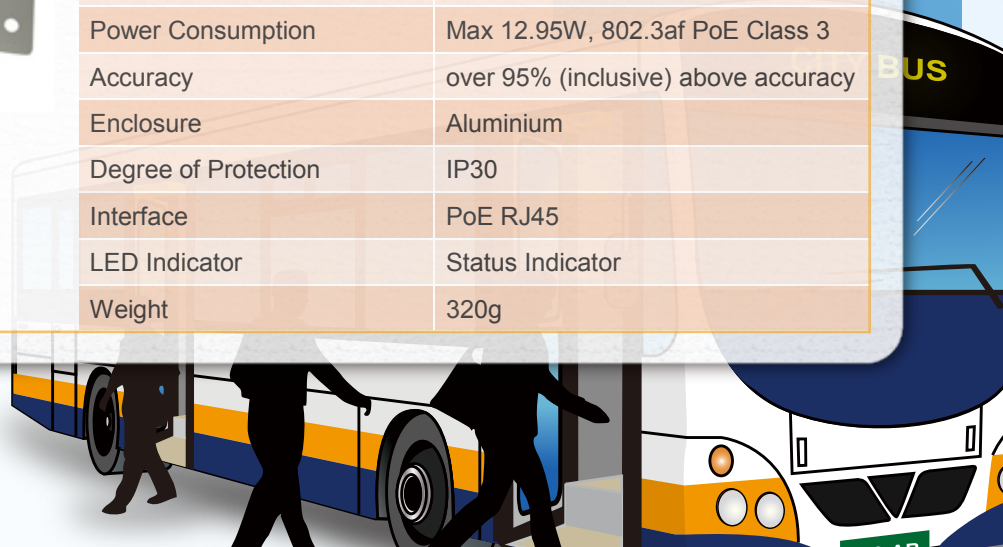 Power Consumption Max 12.95W, 802.3af PoE Class 3
CITY BUS
Accuracy over 95% (inclusive) above accuracy
Enclosure Aluminium
Degree of Protection IP30
Interface PoE RJ45
LED Indicator Status Indicator
Weight 320g